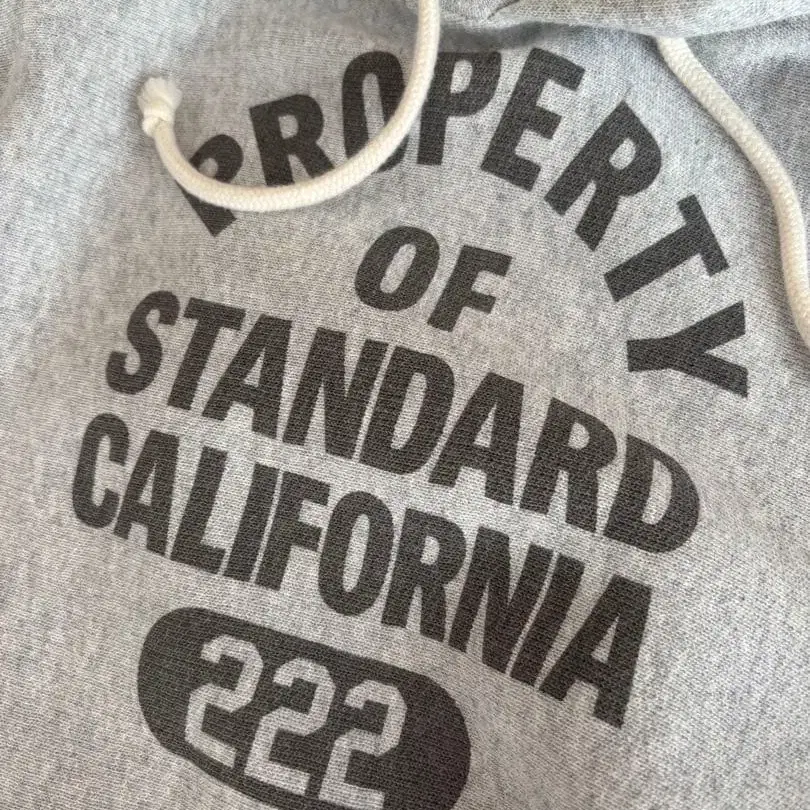 PROPERTY
OF
STANDARD
CALIFORNIA
222